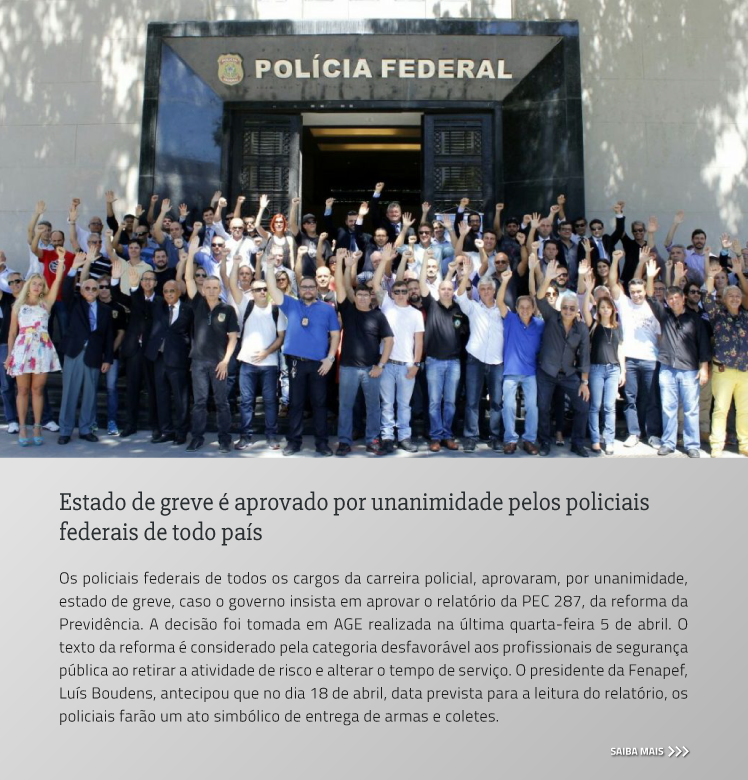 POLÍCIA FEDERAL
Estado de greve é aprovado por unanimidade pelos policiais
federais de todo país
Os policiais federais de todos os cargos da carreira policial, aprovaram, por unanimidade,
estado de greve, caso o governo insista em aprovar o relatório da PEC 287, da reforma da
Previdência. A decisão foi tomada em AGE realizada na última quarta-feira 5 de abril. O
texto da reforma é considerado pela categoria desfavorável aos profissionais de segurança
pública ao retirar a atividade de risco e alterar o tempo de serviço. O presidente da Fenapef,
Luís Boudens, antecipou que no dia 18 de abril, data prevista para a leitura do relatório, os
policiais farão um ato simbólico de entrega de armas e coletes.
SAIBA MAIS